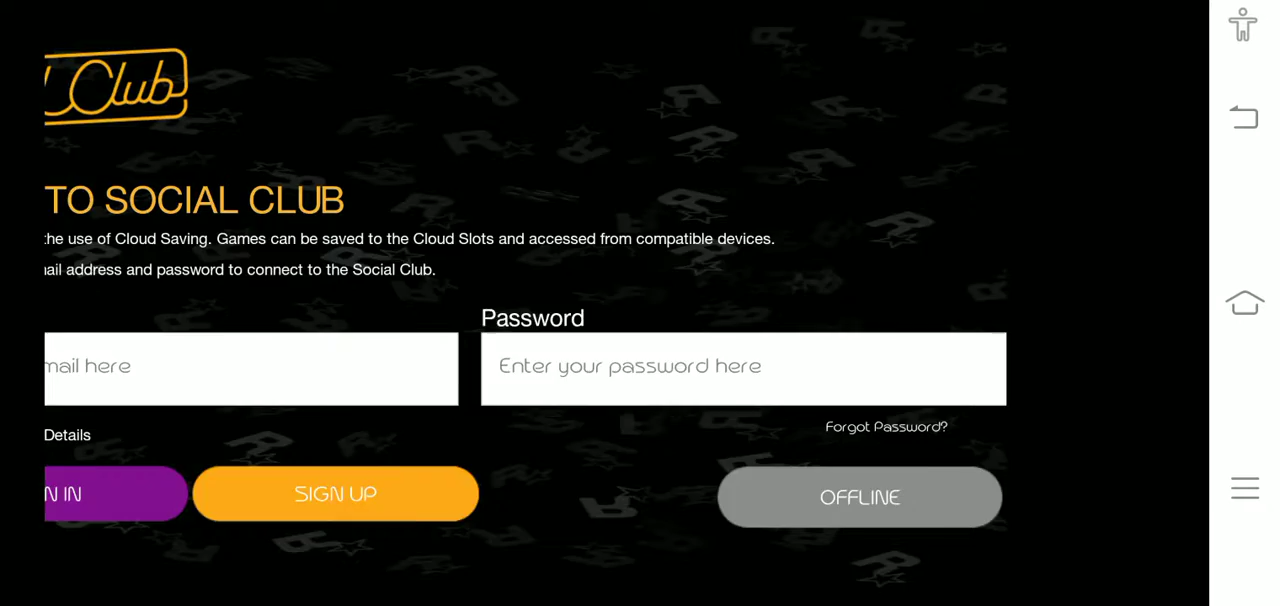 Club
TO SOCIAL CLUB
the use of Cloud Saving. Games can be saved to the Cloud Slots and accessed from compatible devices.
ail address and password to connect to the Social Club.
Password
mail here
Enter your password here
Details
Forgot Password?
N IN
SIGN UP
OFFLINE